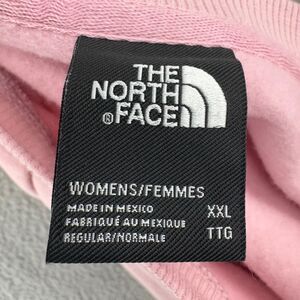 THE
NORTH
FACE
®
WOMENS/FEMMES
MADE IN MEXICO XXL
FABRIQUÉ AU MEXIQUE
REGULAR/NORMALE TTG